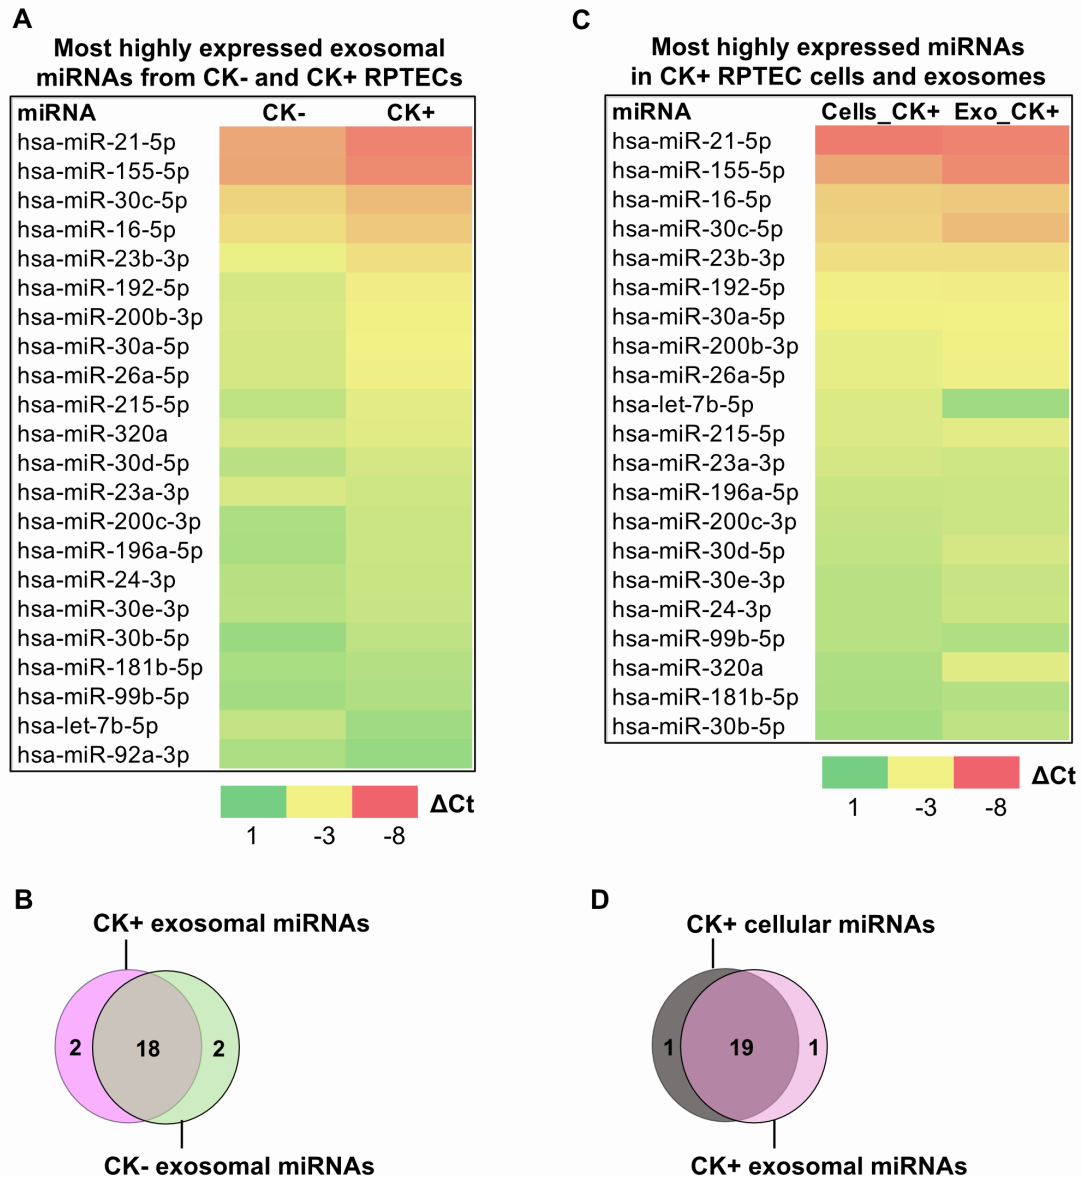 A
Most highly expressed exosomal
miRNAs from CK- and CK+ RPTECs
miRNA CK- CK+
hsa-miR-21-5p
hsa-miR-155-5p
hsa-miR-30c-5p
hsa-miR-16-5p
hsa-miR-23b-3p
hsa-miR-192-5p
hsa-miR-200b-3p
hsa-miR-30a-5p
hsa-miR-26a-5p
hsa-miR-215-5p
hsa-miR-320a
hsa-miR-30d-5p
hsa-miR-23a-3p
hsa-miR-200c-3p
hsa-miR-196a-5p
hsa-miR-24-3p
hsa-miR-30e-3p
hsa-miR-30b-5p
hsa-miR-181b-5p
hsa-miR-99b-5p
hsa-let-7b-5p
hsa-miR-92a-3p
ΔCt
1 -3 -8
C
Most highly expressed miRNAs
in CK+ RPTEC cells and exosomes
miRNA Cells_CK+ Exo_CK+
hsa-miR-21-5p
hsa-miR-155-5p
hsa-miR-16-5p
hsa-miR-30c-5p
hsa-miR-23b-3p
hsa-miR-192-5p
hsa-miR-30a-5p
hsa-miR-200b-3p
hsa-miR-26a-5p
hsa-let-7b-5p
hsa-miR-215-5p
hsa-miR-23a-3p
hsa-miR-196a-5p
hsa-miR-200c-3p
hsa-miR-30d-5p
hsa-miR-30e-3p
hsa-miR-24-3p
hsa-miR-99b-5p
hsa-miR-320a
hsa-miR-181b-5p
hsa-miR-30b-5p
ΔCt
1 -3 -8
B
CK+ exosomal miRNAs
2 18 2
CK- exosomal miRNAs
D
CK+ cellular miRNAs
1 19 1
CK+ exosomal miRNAs